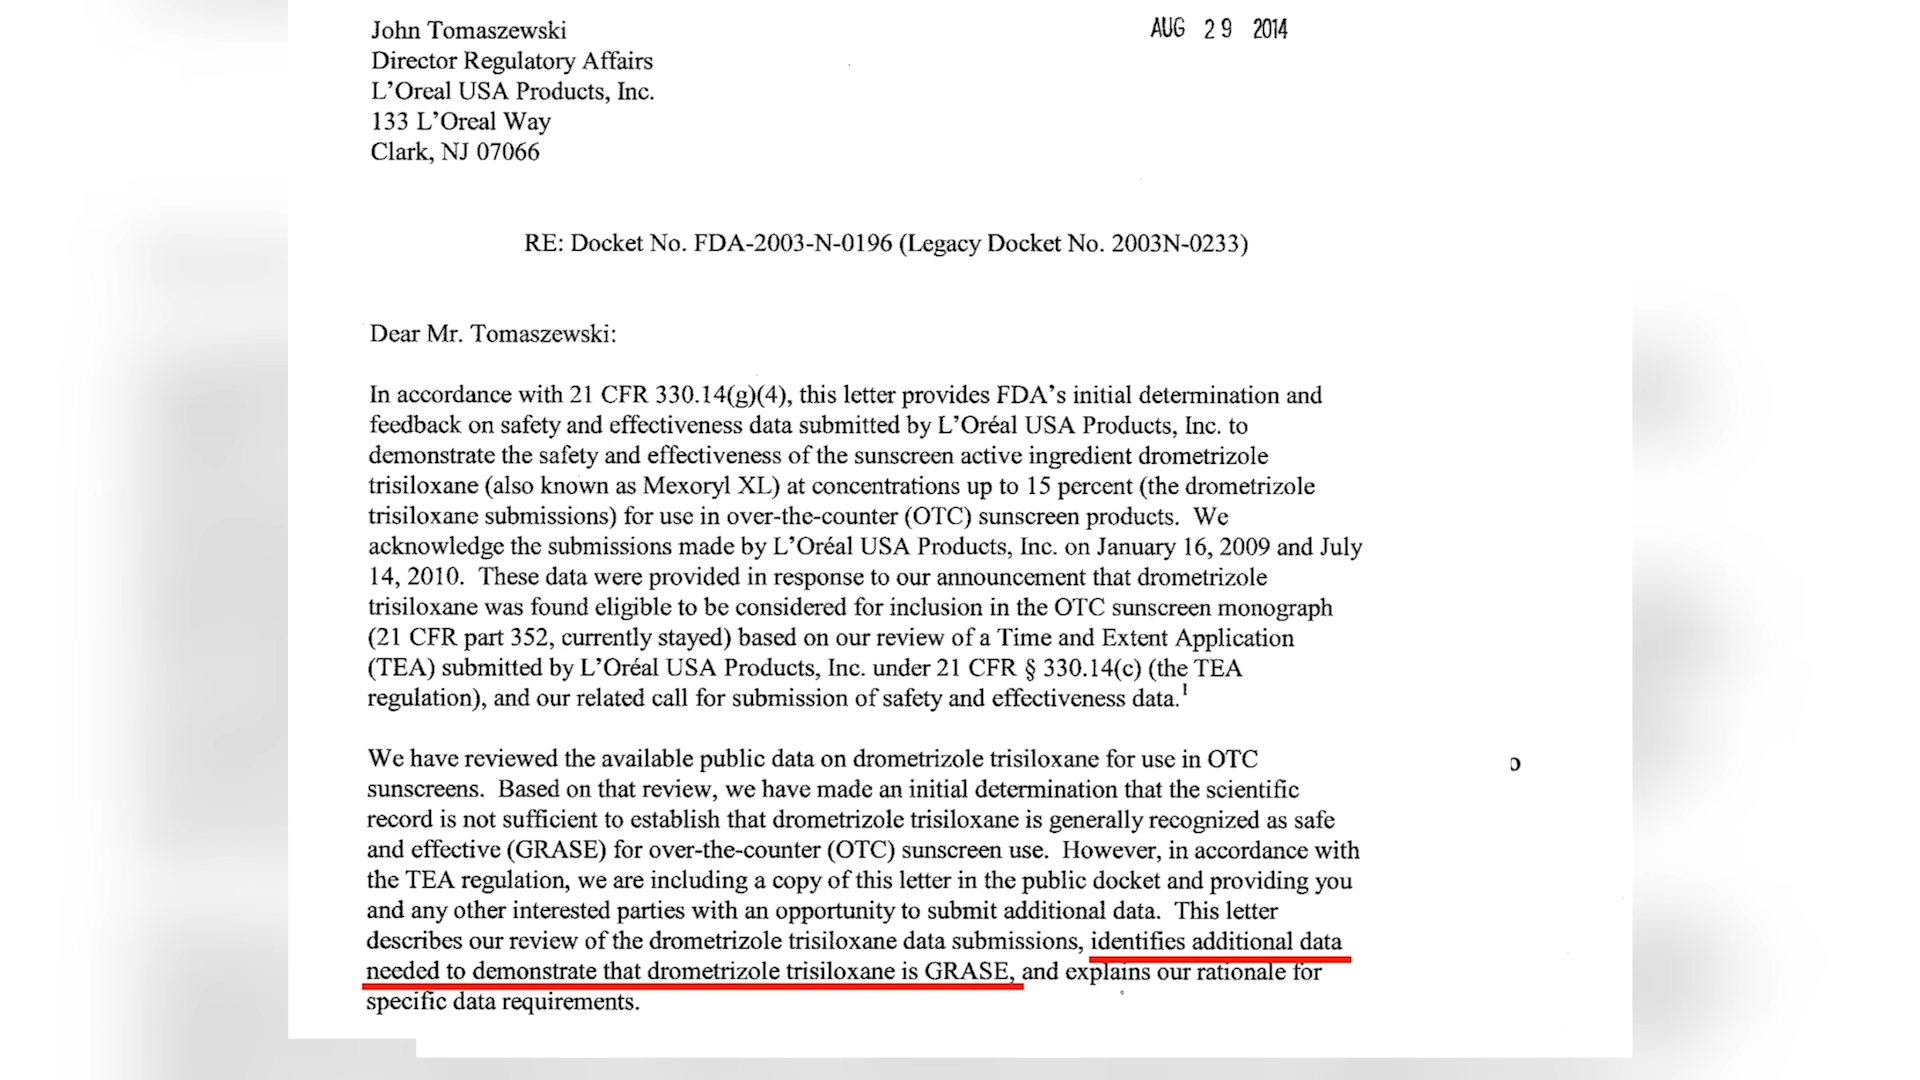 John Tomaszewski
AUG 29 2014
Director Regulatory Affairs
L'Oreal USA Products, Inc.
133 L'Oreal Way
Clark, NJ 07066
RE: Docket No. FDA-2003-N-0196 (Legacy Docket No. 2003N-0233)
Dear Mr. Tomaszewski:
In accordance with 21 CFR 330.14(g)(4), this letter provides FDA's initial determination and
feedback on safety and effectiveness data submitted by L'Oréal USA Products, Inc. to
demonstrate the safety and effectiveness of the sunscreen active ingredient drometrizole
trisiloxane (also known as Mexoryl XL) at concentrations up to 15 percent (the drometrizole
trisiloxane submissions) for use in over-the-counter (OTC) sunscreen products. We
acknowledge the submissions made by L'Oréal USA Products, Inc. on January 16, 2009 and July
14, 2010. These data were provided in response to our announcement that drometrizole
trisiloxane was found eligible to be considered for inclusion in the OTC sunscreen monograph
(21 CFR part 352, currently stayed) based on our review of a Time and Extent Application
(TEA) submitted by L'Oréal USA Products, Inc. under 21 CFR § 330.14(c) (the TEA
regulation), and our related call for submission of safety and effectiveness data.1
We have reviewed the available public data on drometrizole trisiloxane for use in OTC
sunscreens. Based on that review, we have made an initial determination that the scientific
record is not sufficient to establish that drometrizole trisiloxane is generally recognized as safe
and effective (GRASE) for over-the-counter (OTC) sunscreen use. However, in accordance with
the TEA regulation, we are including a copy of this letter in the public docket and providing you
and any other interested parties with an opportunity to submit additional data. This letter
describes our review of the drometrizole trisiloxane data submissions, identifies additional data
needed to demonstrate that drometrizole trisiloxane is GRASE, and explains our rationale for
specific data requirements.